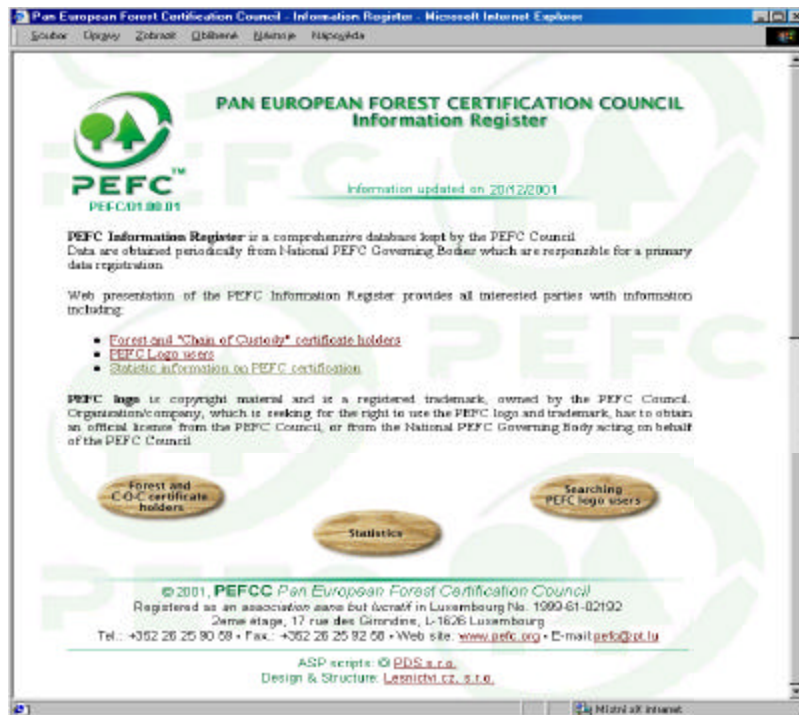 Pan European Forest Certification Council - Information Register - Microsoft Internet Explorer
Soubor Úpravy Zobrazit Oblíbené Nástroje Nápověda
PAN EUROPEAN FOREST CERTIFICATION COUNCIL
Information Register
PEFC™
PEFC/01.00.01
Information updated on 20/12/2001
PEFC Information Register is a comprehensive database kept by the PEFC Council
Data are obtained periodically from National PEFC Governing Bodies which are responsible for a primary
data registration
Web presentation of the PEFC Information Register provides all interested parties with information
including:
• Forest and "Chain of Custody" certificate holders
• PEFC Logo users
• Statistic information on PEFC certification
PEFC logo is copyright material and is a registered trademark, owned by the PEFC Council.
Organisation/company, which is seeking for the right to use the PEFC logo and trademark, has to obtain
an official licence from the PEFC Council, or from the National PEFC Governing Body acting on behalf
of the PEFC Council
Forest and
C-O-C certificate
holders
Statistics
Searching
PEFC logo users
© 2001, PEFCC Pan European Forest Certification Council
Registered as an association sans but lucratif in Luxembourg No. 1999-61-02192
2eme étage, 17 rue des Girondins, L-1626 Luxembourg
Tel.: +352 26 25 90 59 • Fax.: +352 26 25 92 58 • Web site: www.pefc.org • E-mail pefc@pt.lu
ASP scripts: © PDS s.r.o.
Design & Structure: Lesnictvi.cz, s.r.o.
Místní síť intranet